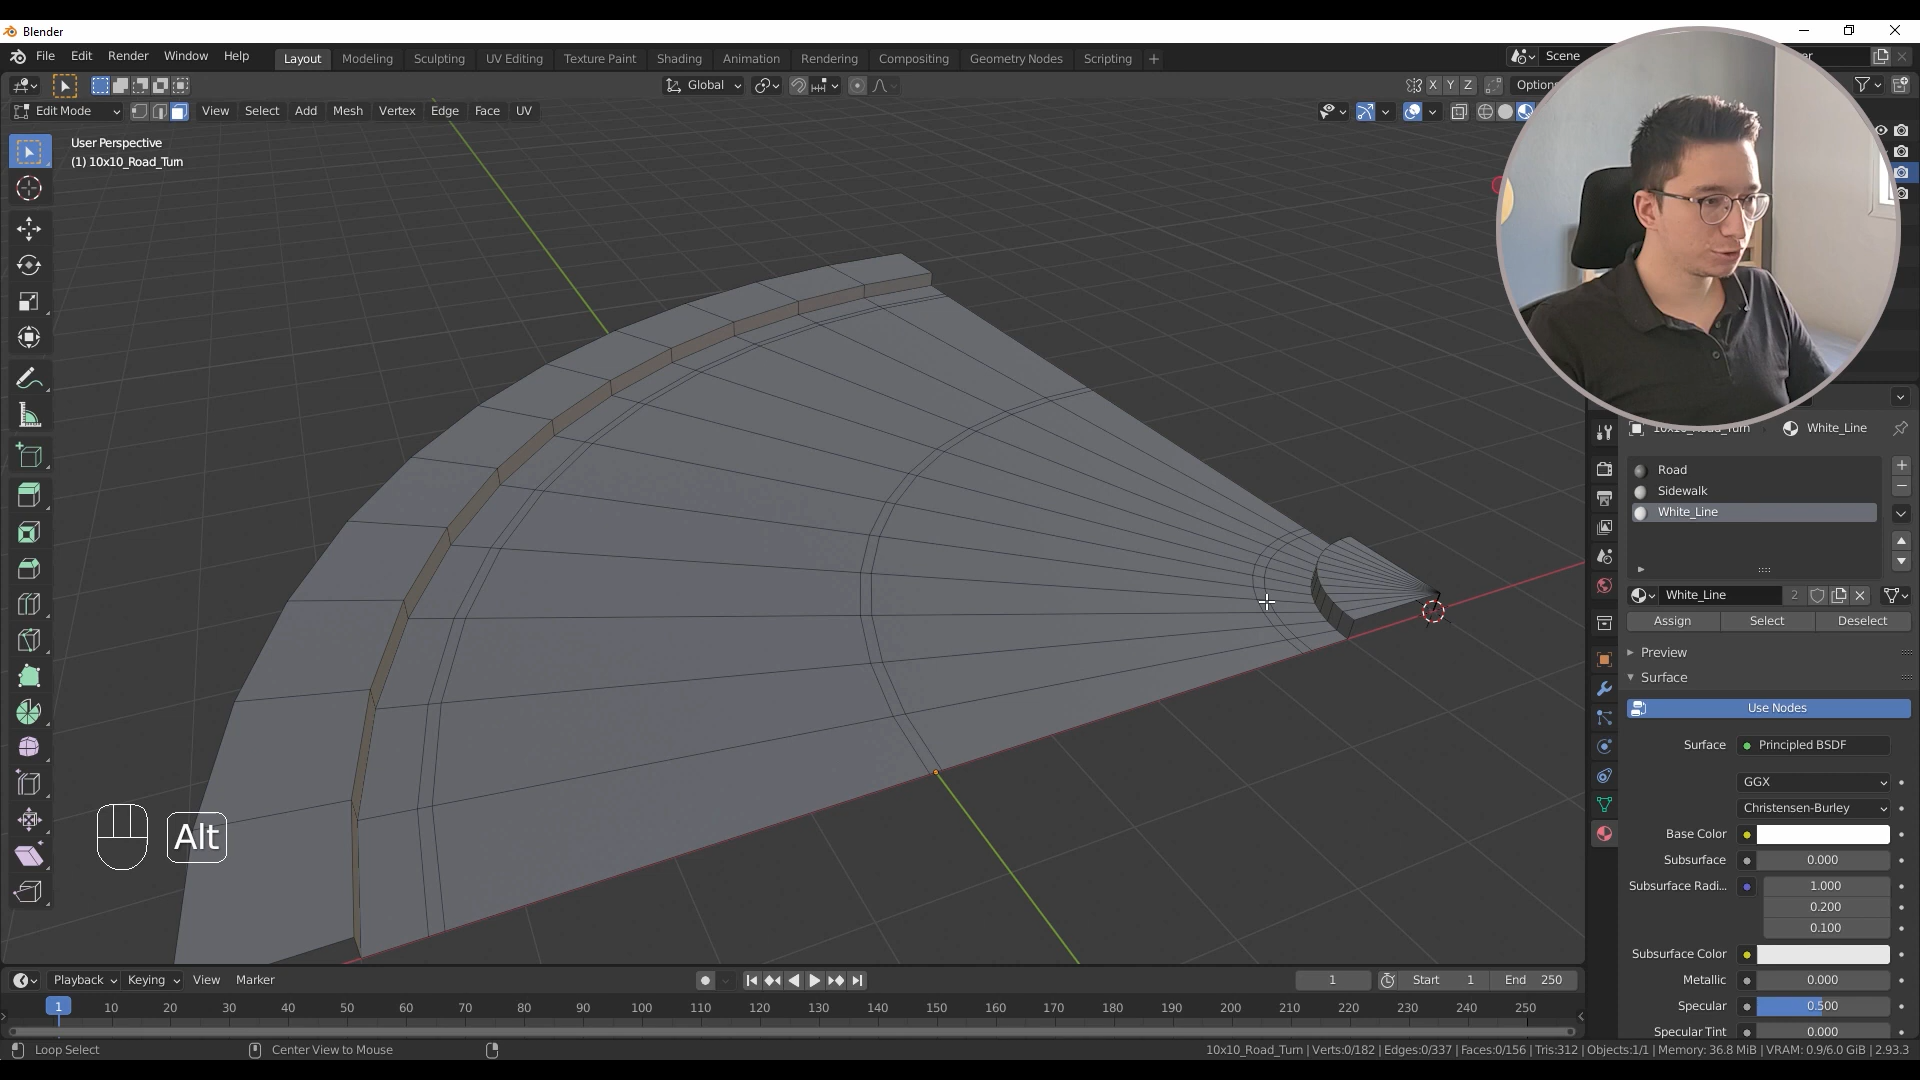 Blender
File Edit Render Window Help Layout Modeling Sculpting UV Editing Texture Paint Shading Animation Rendering Compositing Geometry Nodes Scripting + Scene
Global X Y Z Options
Edit Mode View Select Add Mesh Vertex Edge Face UV
User Perspective
(1) 10x10_Road_Turn
10x10_Road_Turn White_Line
Road
Sidewalk
White_Line
White_Line 2
Assign Select Deselect
Preview
Surface
Use Nodes
Surface Principled BSDF
GGX
Christensen-Burley
Base Color
Subsurface 0.000
Subsurface Radi... 1.000
0.200
0.100
Subsurface Color
Metallic 0.000
Specular 0.500
Specular Tint 0.000
Alt
Playback Keying View Marker 1 Start 1 End 250
1 10 20 30 40 50 60 70 80 90 100 110 120 130 140 150 160 170 180 190 200 210 220 230 240 250
Loop Select Center View to Mouse 10x10_Road_Turn | Verts:0/182 | Edges:0/337 | Faces:0/156 | Tris:312 | Objects:1/1 | Memory: 36.8 MiB | VRAM: 0.9/6.0 GiB | 2.93.3